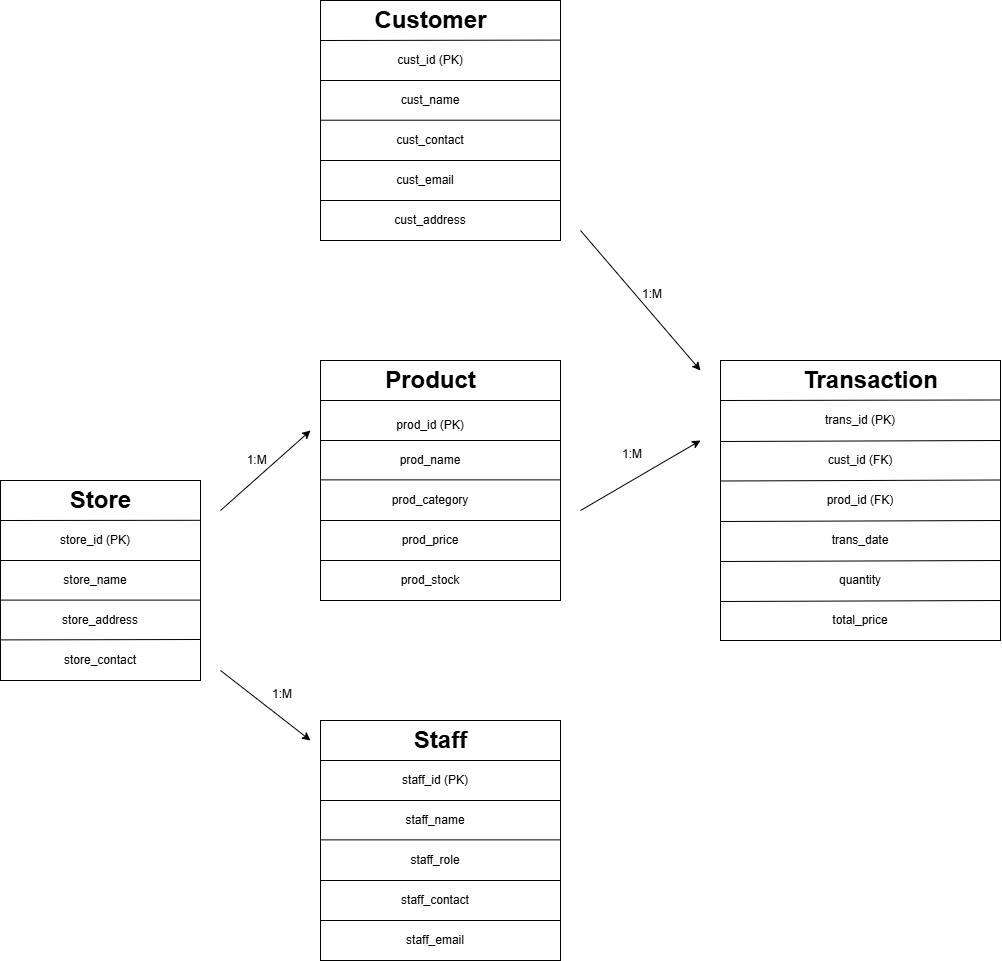 Customer
cust_id (PK)
cust_name
cust_contact
cust_email
cust_address
1:M
Product
prod_id (PK)
prod_name
prod_category
prod_price
prod_stock
1:M
1:M
Transaction
trans_id (PK)
cust_id (FK)
prod_id (FK)
trans_date
quantity
total_price
Store
store_id (PK)
store_name
store_address
store_contact
1:M
Staff
staff_id (PK)
staff_name
staff_role
staff_contact
staff_email